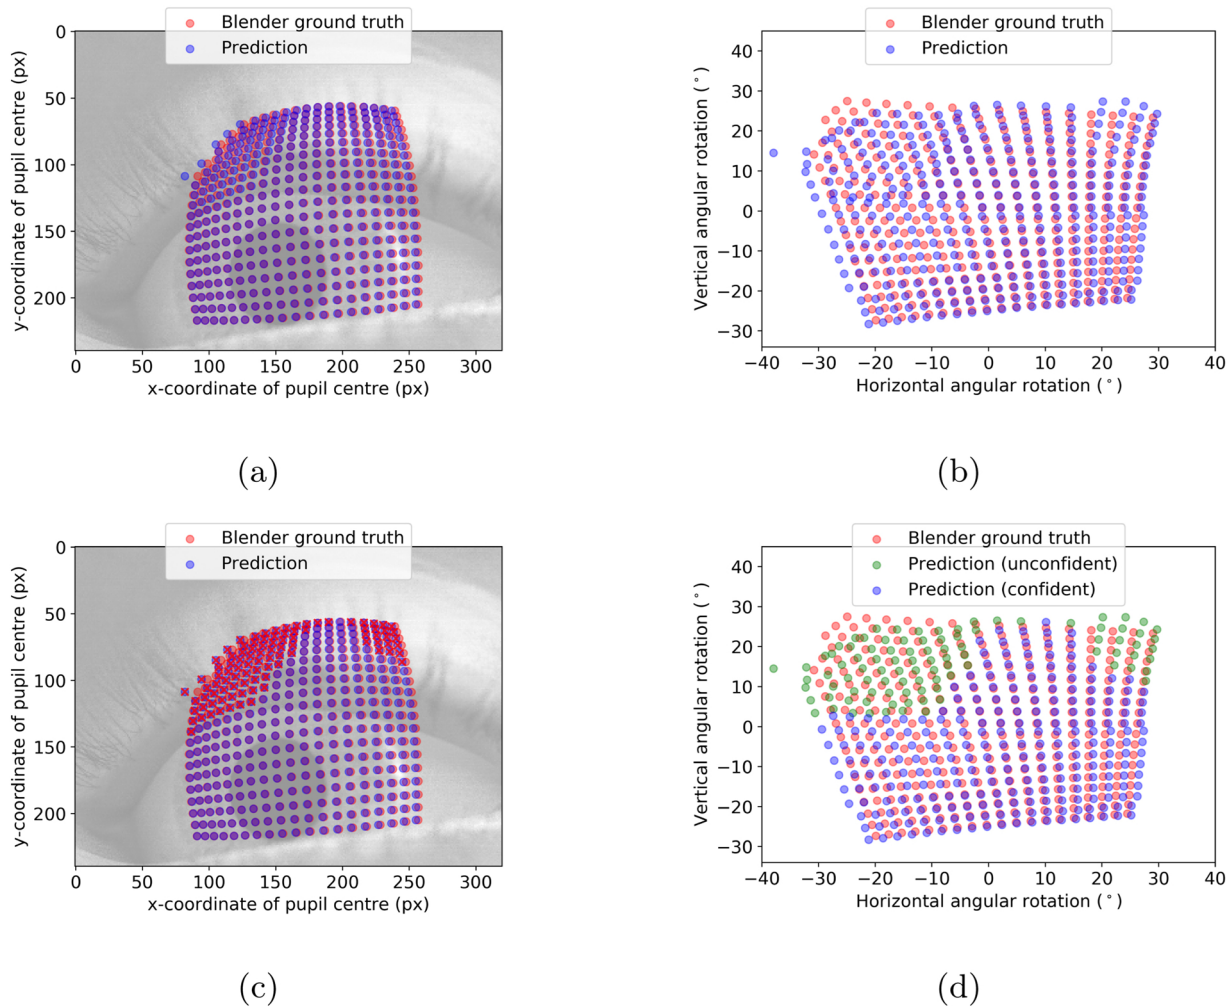 Blender ground truth
Prediction
0
50
100
150
200
y-coordinate of pupil centre (px)
0 50 100 150 200 250 300
x-coordinate of pupil centre (px)
(a)
Blender ground truth
Prediction
40
30
20
10
0
−10
−20
−30
Vertical angular rotation (°)
−40 −30 −20 −10 0 10 20 30 40
Horizontal angular rotation (°)
(b)
Blender ground truth
Prediction
0
50
100
150
200
y-coordinate of pupil centre (px)
0 50 100 150 200 250 300
x-coordinate of pupil centre (px)
(c)
Blender ground truth
Prediction (unconfident)
Prediction (confident)
40
30
20
10
0
−10
−20
−30
Vertical angular rotation (°)
−40 −30 −20 −10 0 10 20 30 40
Horizontal angular rotation (°)
(d)